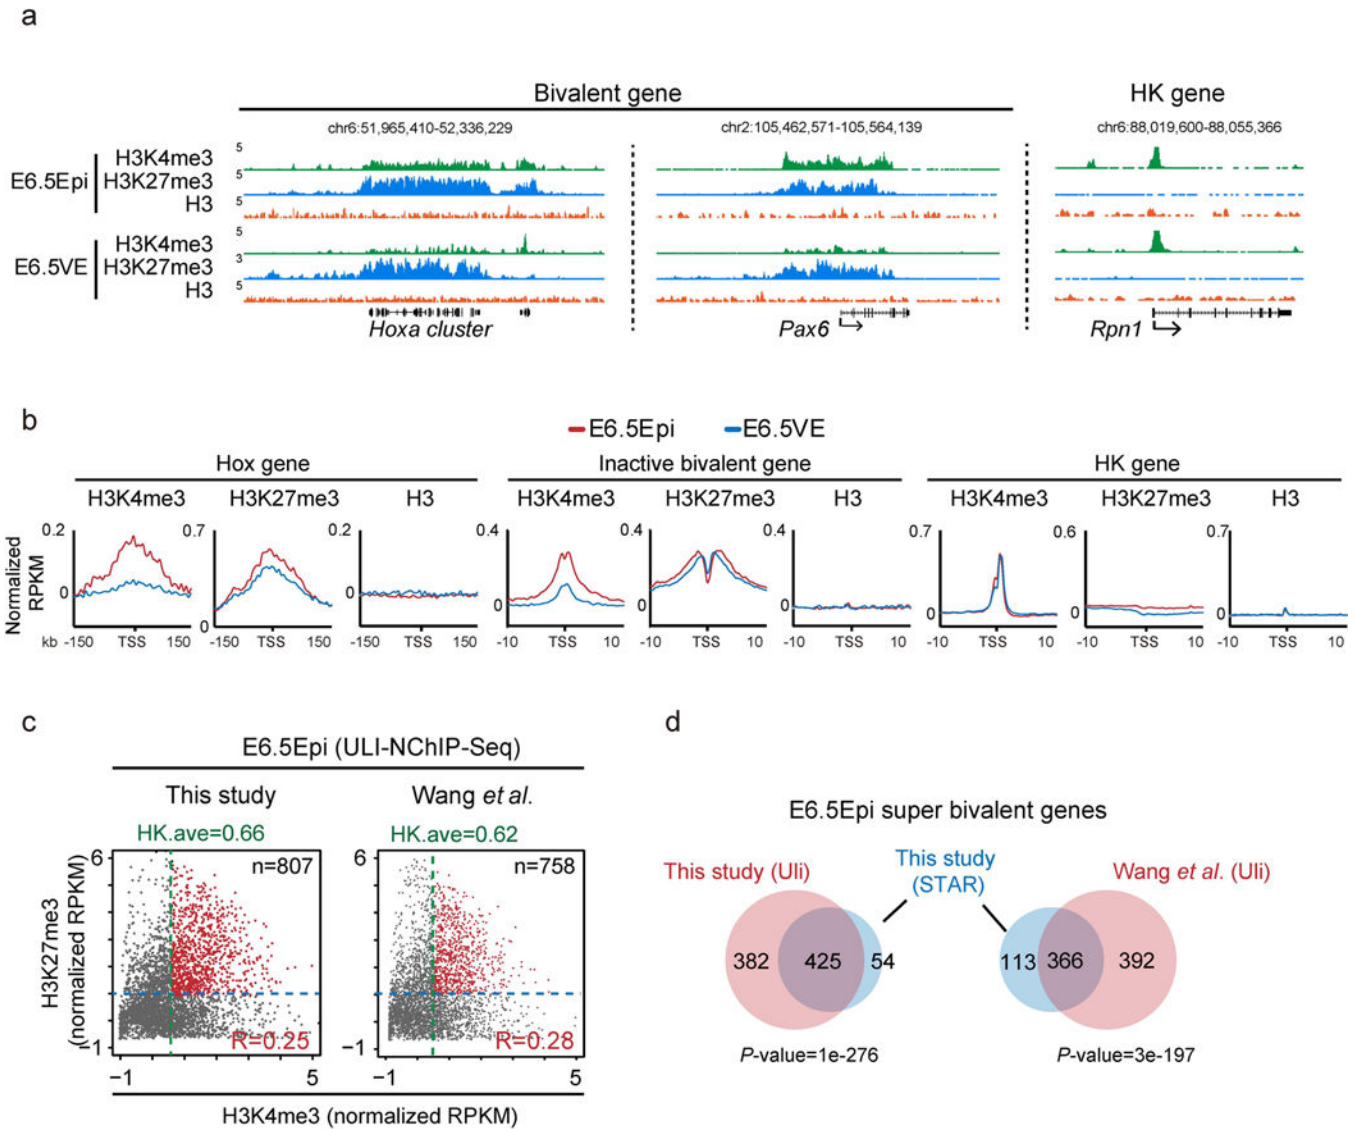 a
Bivalent gene
HK gene
chr6:51,965,410-52,336,229
chr2:105,462,571-105,564,139
chr6:88,019,600-88,055,366
E6.5Epi
H3K4me3
5
H3K27me3
5
H3
5
E6.5VE
H3K4me3
5
H3K27me3
3
H3
5
Hoxa cluster
Pax6
Rpn1
b
E6.5Epi
E6.5VE
Hox gene
Inactive bivalent gene
HK gene
H3K4me3 H3K27me3 H3
H3K4me3 H3K27me3 H3
H3K4me3 H3K27me3 H3
Normalized
RPKM
0.2 0.7 0.2 0.4 0.4 0.4 0.7 0.6 0.7
0 0 0 0 0 0 0 0 0
kb -150 TSS 150 -150 TSS 150 -150 TSS 150 -10 TSS 10 -10 TSS 10 -10 TSS 10 -10 TSS 10 -10 TSS 10 -10 TSS 10
c
E6.5Epi (ULI-NChIP-Seq)
This study
Wang et al.
HK.ave=0.66
HK.ave=0.62
H3K27me3
(normalized RPKM)
6
n=807
R=0.25
-1
-1 5
6
n=758
R=0.28
−1
−1 5
H3K4me3 (normalized RPKM)
d
E6.5Epi super bivalent genes
This study (Uli)
This study
(STAR)
Wang et al. (Uli)
382 425 54
113 366 392
P-value=1e-276
P-value=3e-197